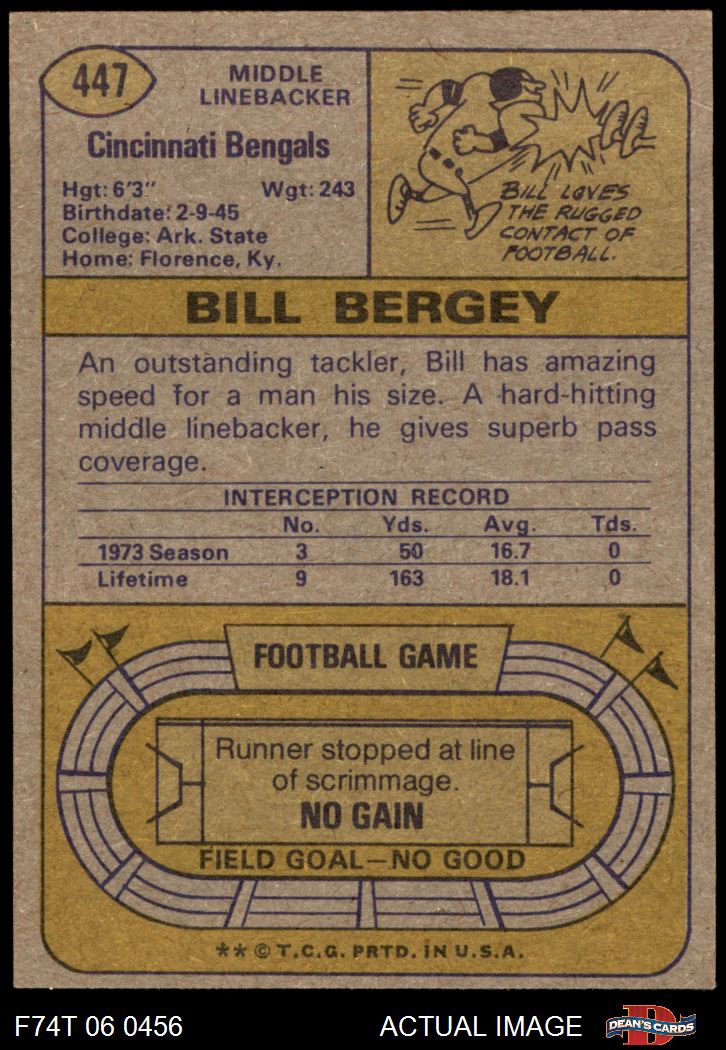 447
MIDDLE
LINEBACKER
Cincinnati Bengals
Hgt: 6'3" Wgt: 243
Birthdate: 2-9-45
College: Ark. State
Home: Florence, Ky.
BILL LOVES
THE RUGGED
CONTACT OF
FOOTBALL.
BILL BERGEY
An outstanding tackler, Bill has amazing
speed for a man his size. A hard-hitting
middle linebacker, he gives superb pass
coverage.
INTERCEPTION RECORD
No. Yds. Avg. Tds.
1973 Season 3 50 16.7 0
Lifetime 9 163 18.1 0
FOOTBALL GAME
Runner stopped at line
of scrimmage.
NO GAIN
FIELD GOAL—NO GOOD
** © T.C.G. PRTD. IN U.S.A.
F74T 06 0456 ACTUAL IMAGE
D
DEAN'S CARDS